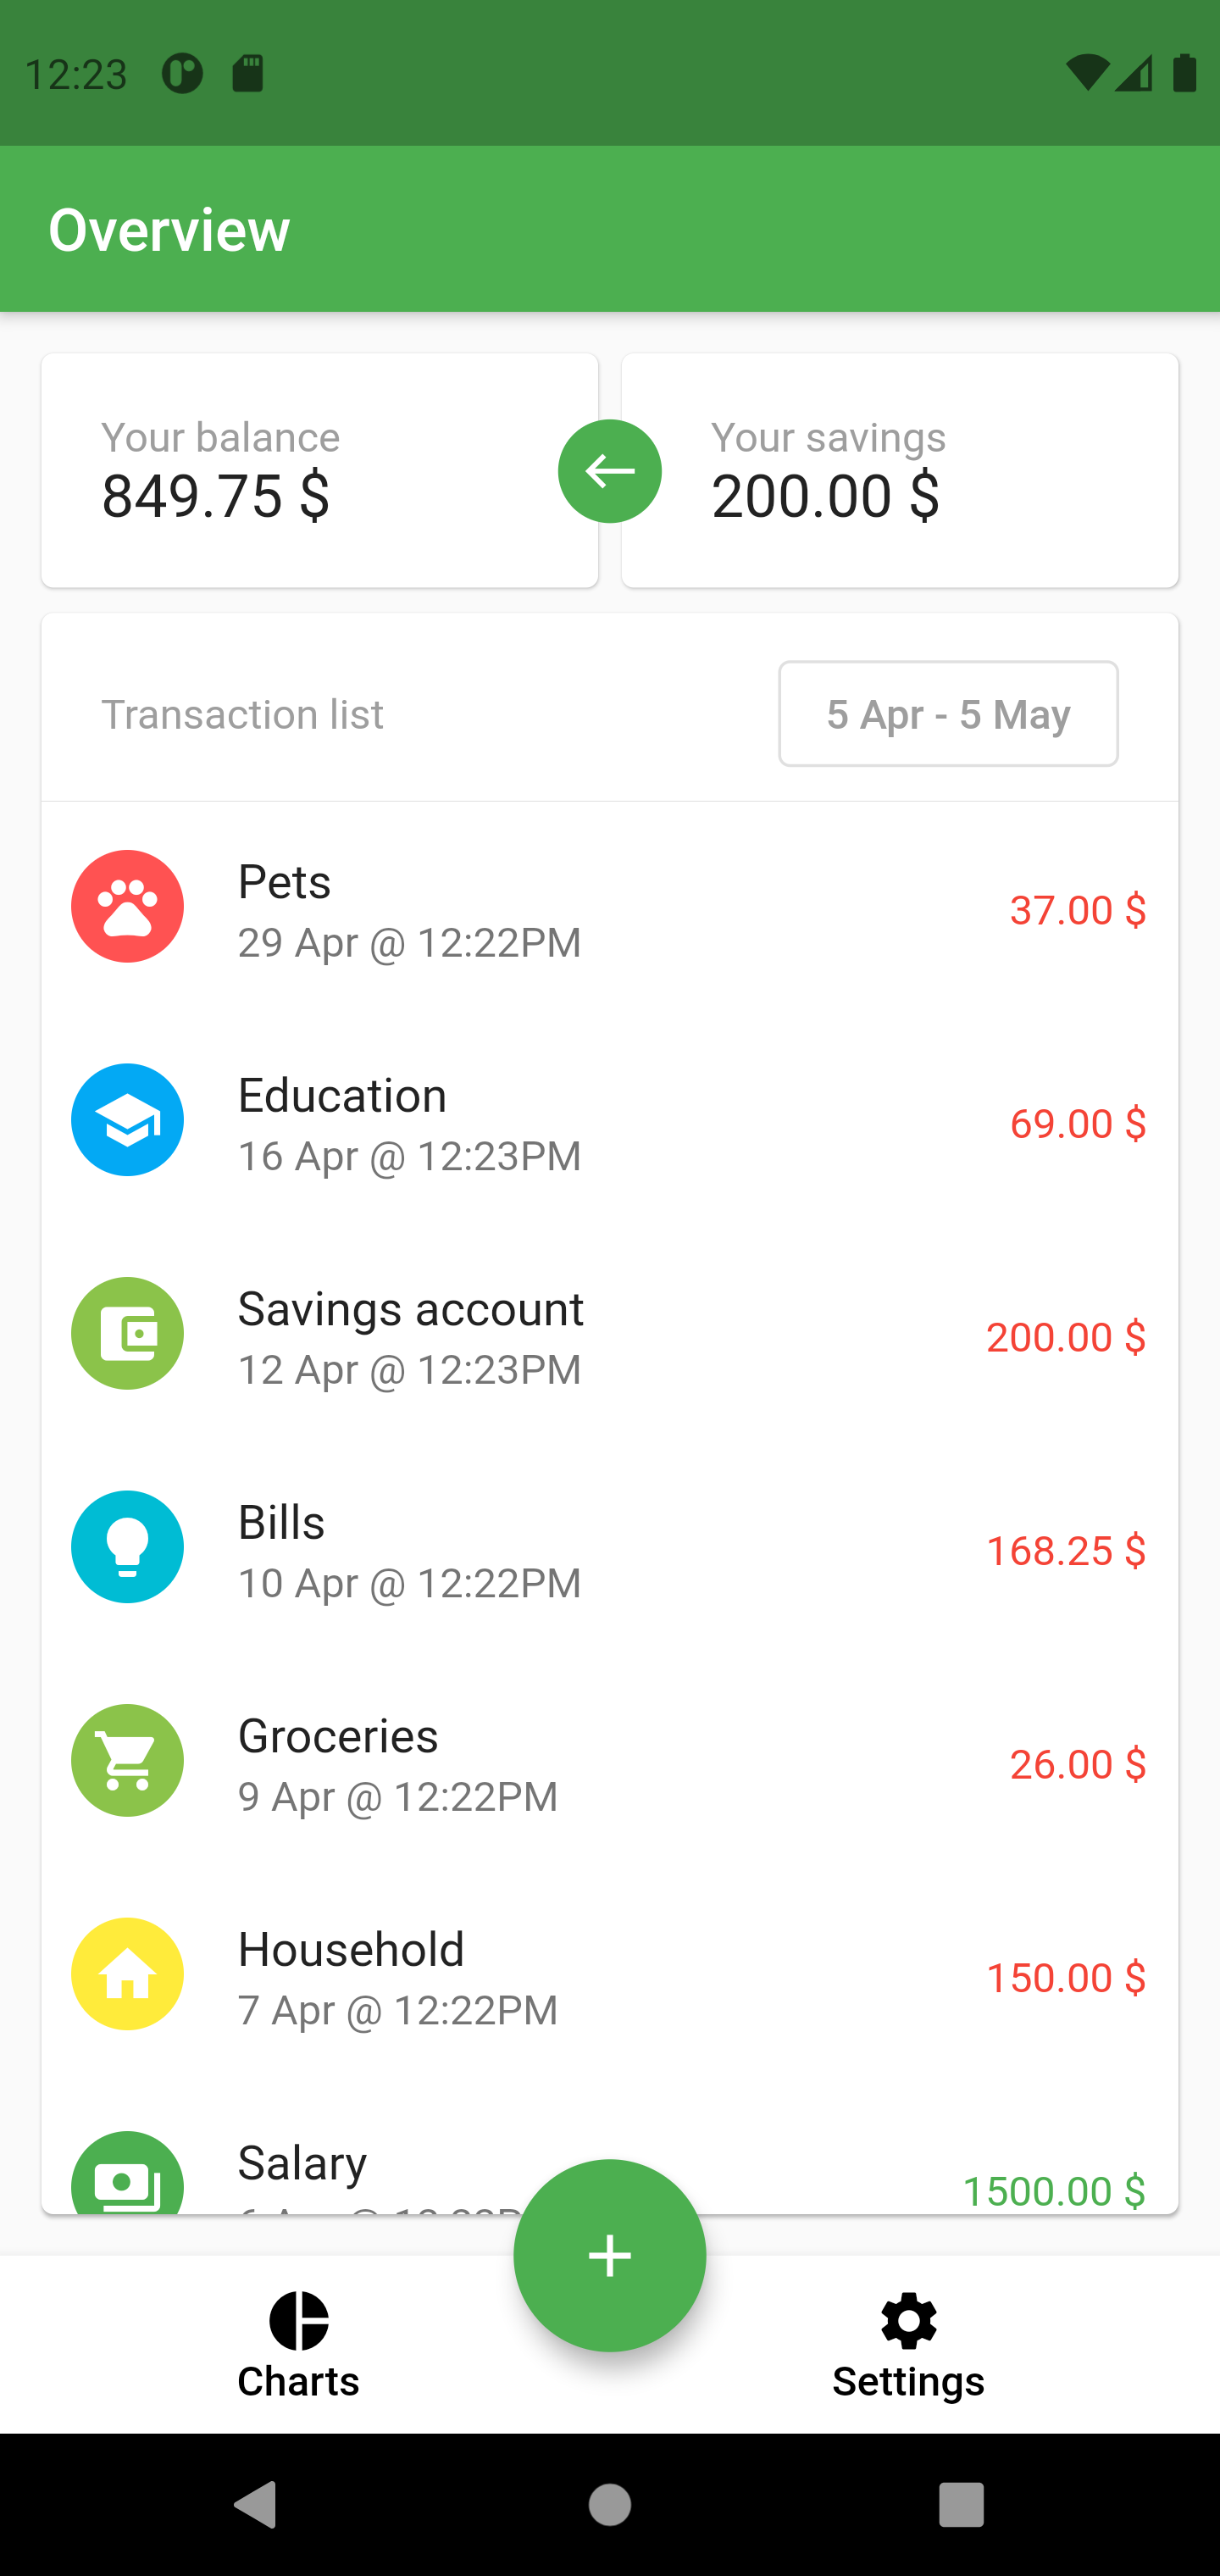 12:23
Overview
Your balance
849.75 $
Your savings
200.00 $
Transaction list
5 Apr - 5 May
Pets
29 Apr @ 12:22PM
37.00 $
Education
16 Apr @ 12:23PM
69.00 $
Savings account
12 Apr @ 12:23PM
200.00 $
Bills
10 Apr @ 12:22PM
168.25 $
Groceries
9 Apr @ 12:22PM
26.00 $
Household
7 Apr @ 12:22PM
150.00 $
Salary
1500.00 $
Charts
Settings